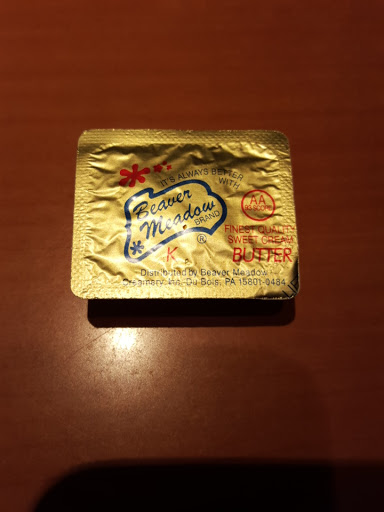 "IT'S ALWAYS BETTER
WITH
Beaver
Meadow
BRAND
®
AA
FINEST QUALITY
SWEET CREAM
BUTTER
K
Distributed by Beaver Meadow
Creamery, Inc. Du Bois, PA 15801-0484